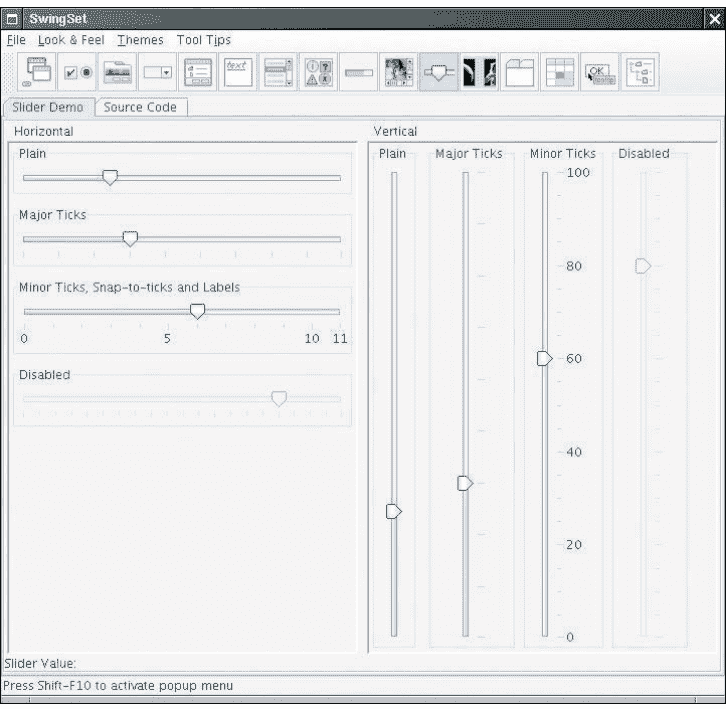 SwingSet
File Look & Feel Themes Tool Tips
text
OK
Slider Demo Source Code
Horizontal
Plain
Major Ticks
Minor Ticks, Snap-to-ticks and Labels
0 5 10 11
Disabled
Vertical
Plain Major Ticks Minor Ticks Disabled
100
80
60
40
20
0
Slider Value:
Press Shift-F10 to activate popup menu